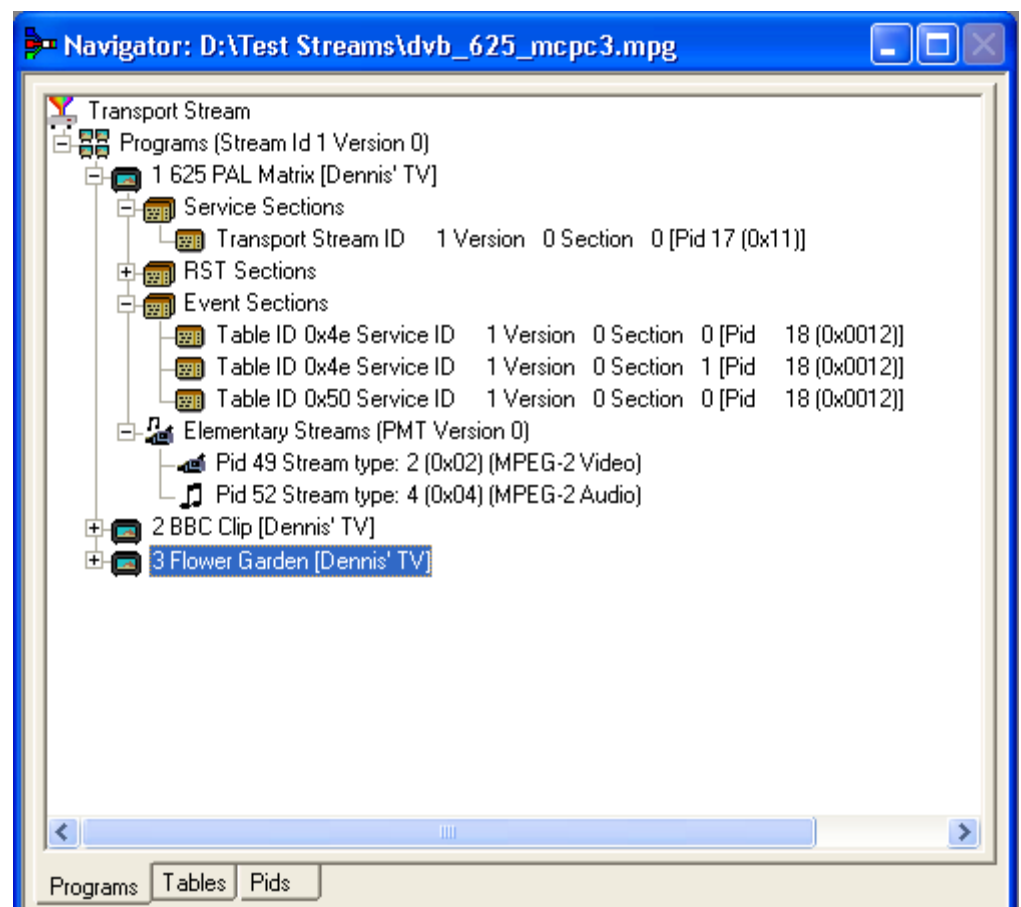 Navigator: D:\Test Streams\dvb_625_mcpc3.mpg
Transport Stream
Programs (Stream Id 1 Version 0)
1 625 PAL Matrix [Dennis' TV]
Service Sections
Transport Stream ID 1 Version 0 Section 0 [Pid 17 (0x11)]
RST Sections
Event Sections
Table ID 0x4e Service ID 1 Version 0 Section 0 [Pid 18 (0x0012)]
Table ID 0x4e Service ID 1 Version 0 Section 1 [Pid 18 (0x0012)]
Table ID 0x50 Service ID 1 Version 0 Section 0 [Pid 18 (0x0012)]
Elementary Streams (PMT Version 0)
Pid 49 Stream type: 2 (0x02) (MPEG-2 Video)
Pid 52 Stream type: 4 (0x04) (MPEG-2 Audio)
2 BBC Clip [Dennis' TV]
3 Flower Garden [Dennis' TV]
Programs Tables Pids